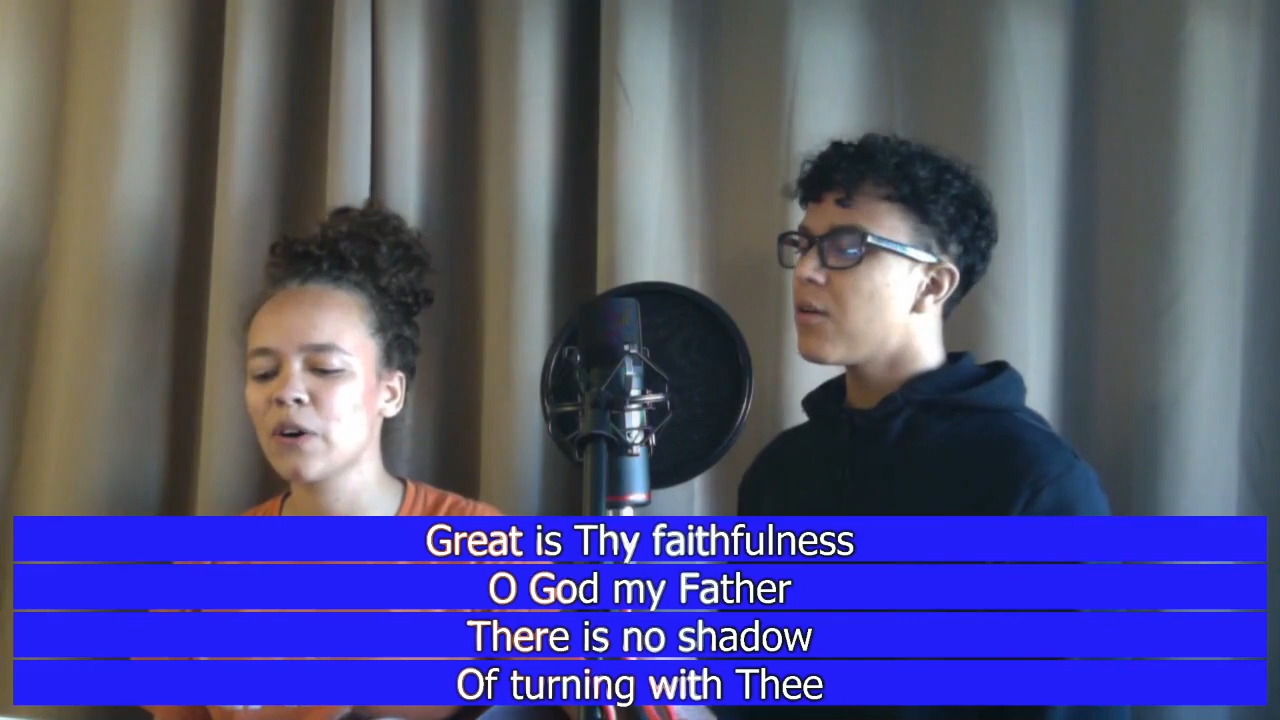 Great is Thy faithfulness
O God my Father
There is no shadow
Of turning with Thee